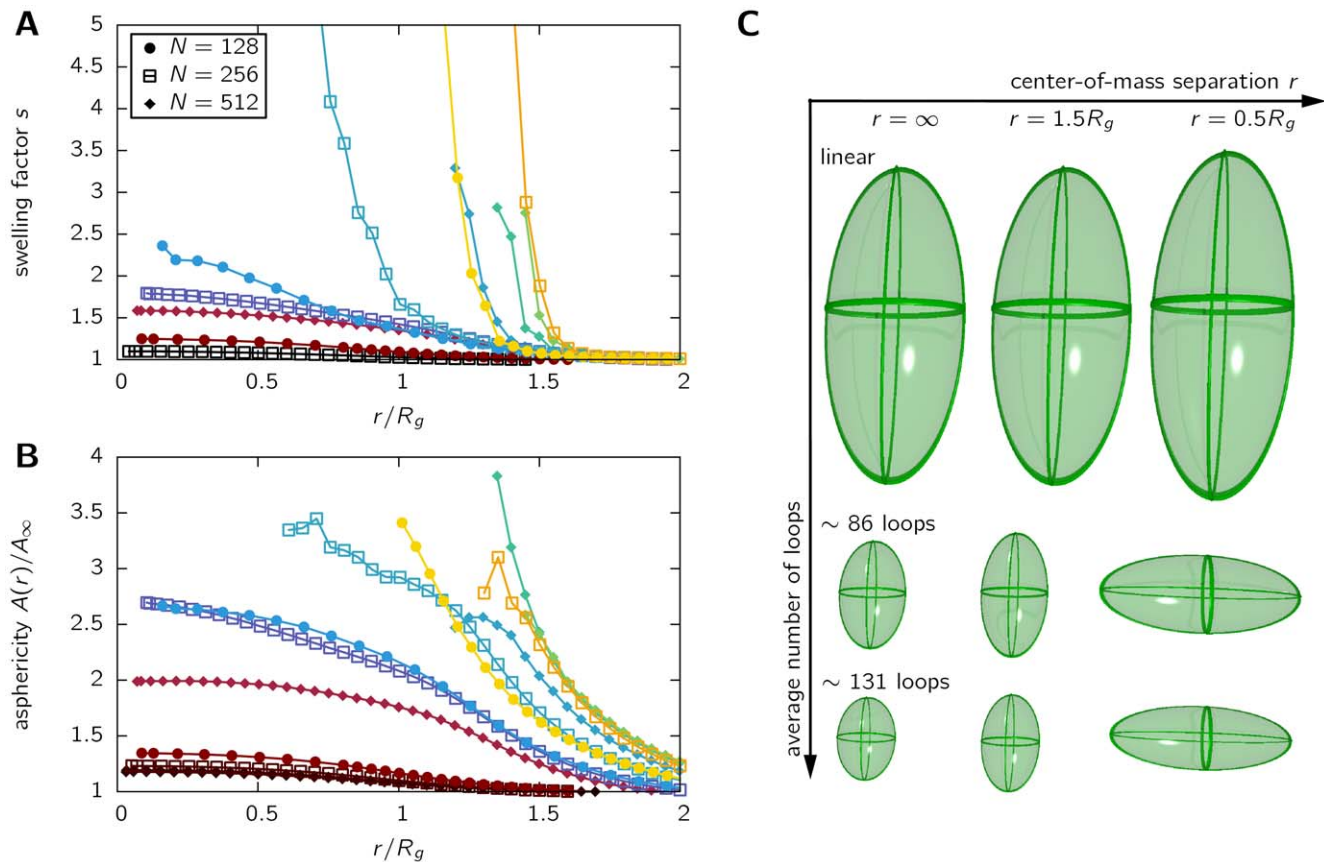 A
swelling factor s
5
4.5
4
3.5
3
2.5
2
1.5
1
N = 128
N = 256
N = 512
0
0.5
1
1.5
2
r/R_g
B
asphericity A(r)/A_∞
4
3.5
3
2.5
2
1.5
1
0
0.5
1
1.5
2
r/R_g
C
center-of-mass separation r
r = ∞
r = 1.5R_g
r = 0.5R_g
linear
average number of loops
~ 86 loops
~ 131 loops